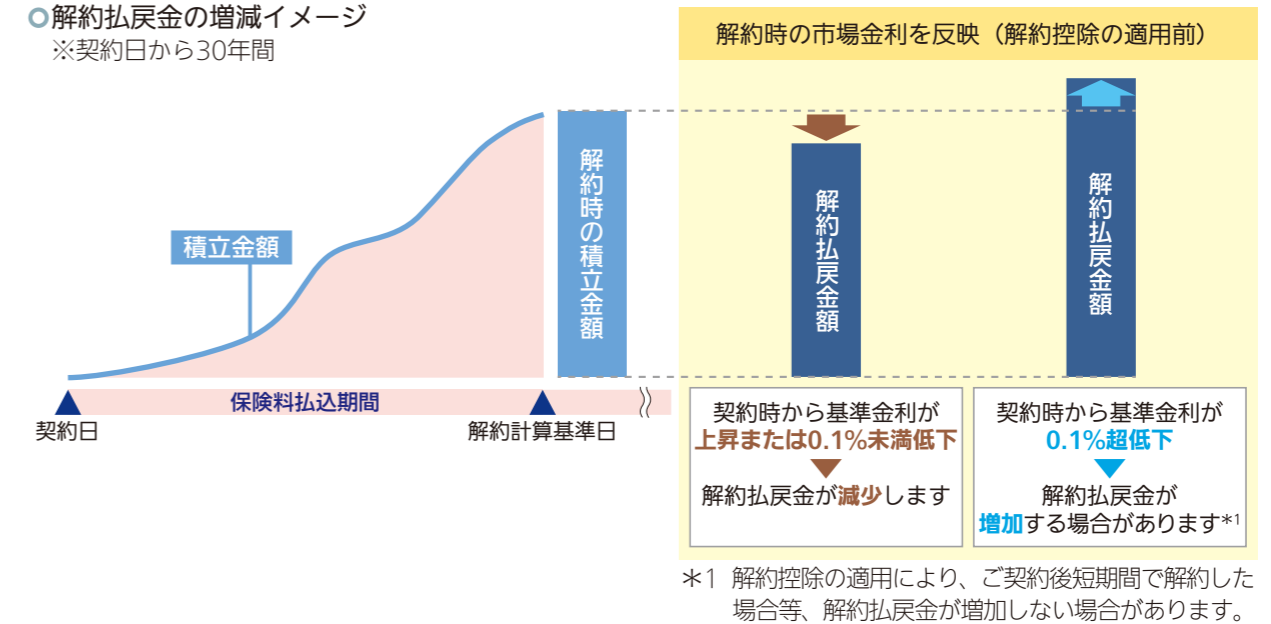 解約払戻金の増減イメージ
※契約日から30年間
解約時の市場金利を反映（解約控除の適用前）
積立金額
解約時の積立金額
解約払戻金額
解約払戻金額
保険料払込期間
契約日
解約計算基準日
契約時から基準金利が
上昇または0.1%未満低下
解約払戻金が減少します
契約時から基準金利が
0.1%超低下
解約払戻金が
増加する場合があります*1
*1 解約控除の適用により、ご契約後短期間で解約した
場合等、解約払戻金が増加しない場合があります。